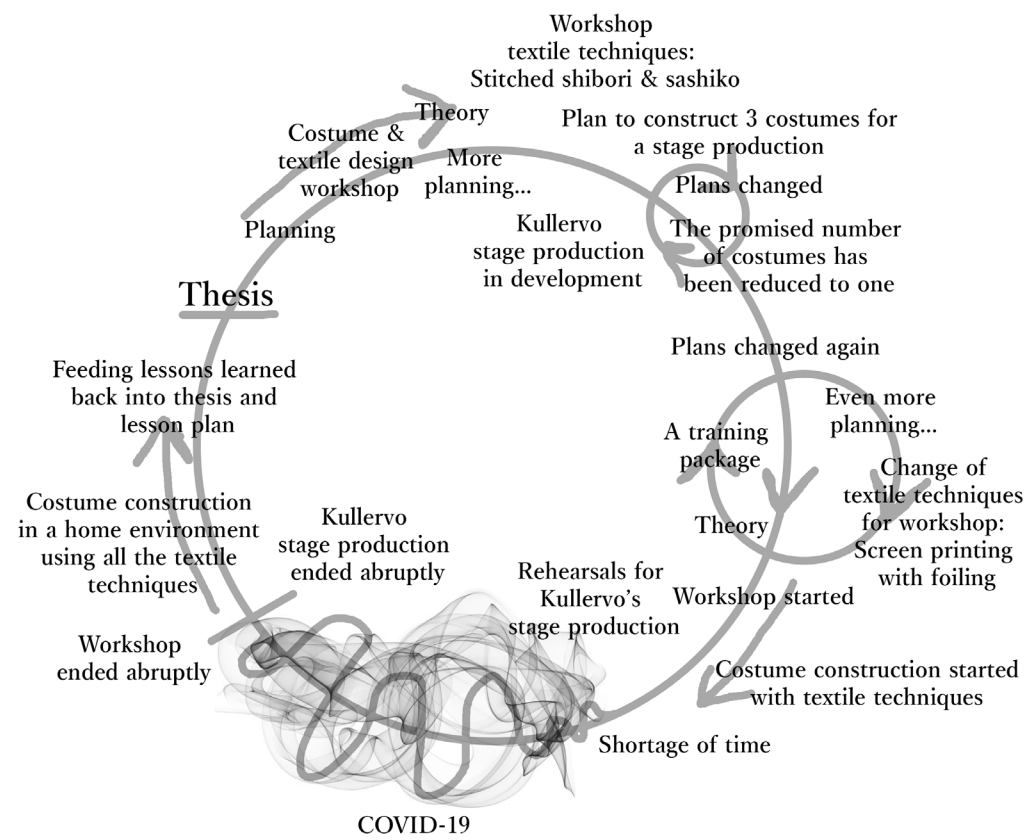 Workshop
textile techniques:
Stitched shibori & sashiko
Theory
Costume &
textile design
workshop
More
planning...
Planning
Plan to construct 3 costumes for
a stage production
Plans changed
Kullervo
stage production
in development
The promised number
of costumes has
been reduced to one
Thesis
Plans changed again
Feeding lessons learned
back into thesis and
lesson plan
Even more
planning...
A training
package
Change of
textile techniques
for workshop:
Screen printing
with foiling
Theory
Costume construction
in a home environment
using all the textile
techniques
Kullervo
stage production
ended abruptly
Rehearsals for
Kullervo’s
stage production
Workshop started
Workshop
ended abruptly
Costume construction started
with textile techniques
Shortage of time
COVID-19